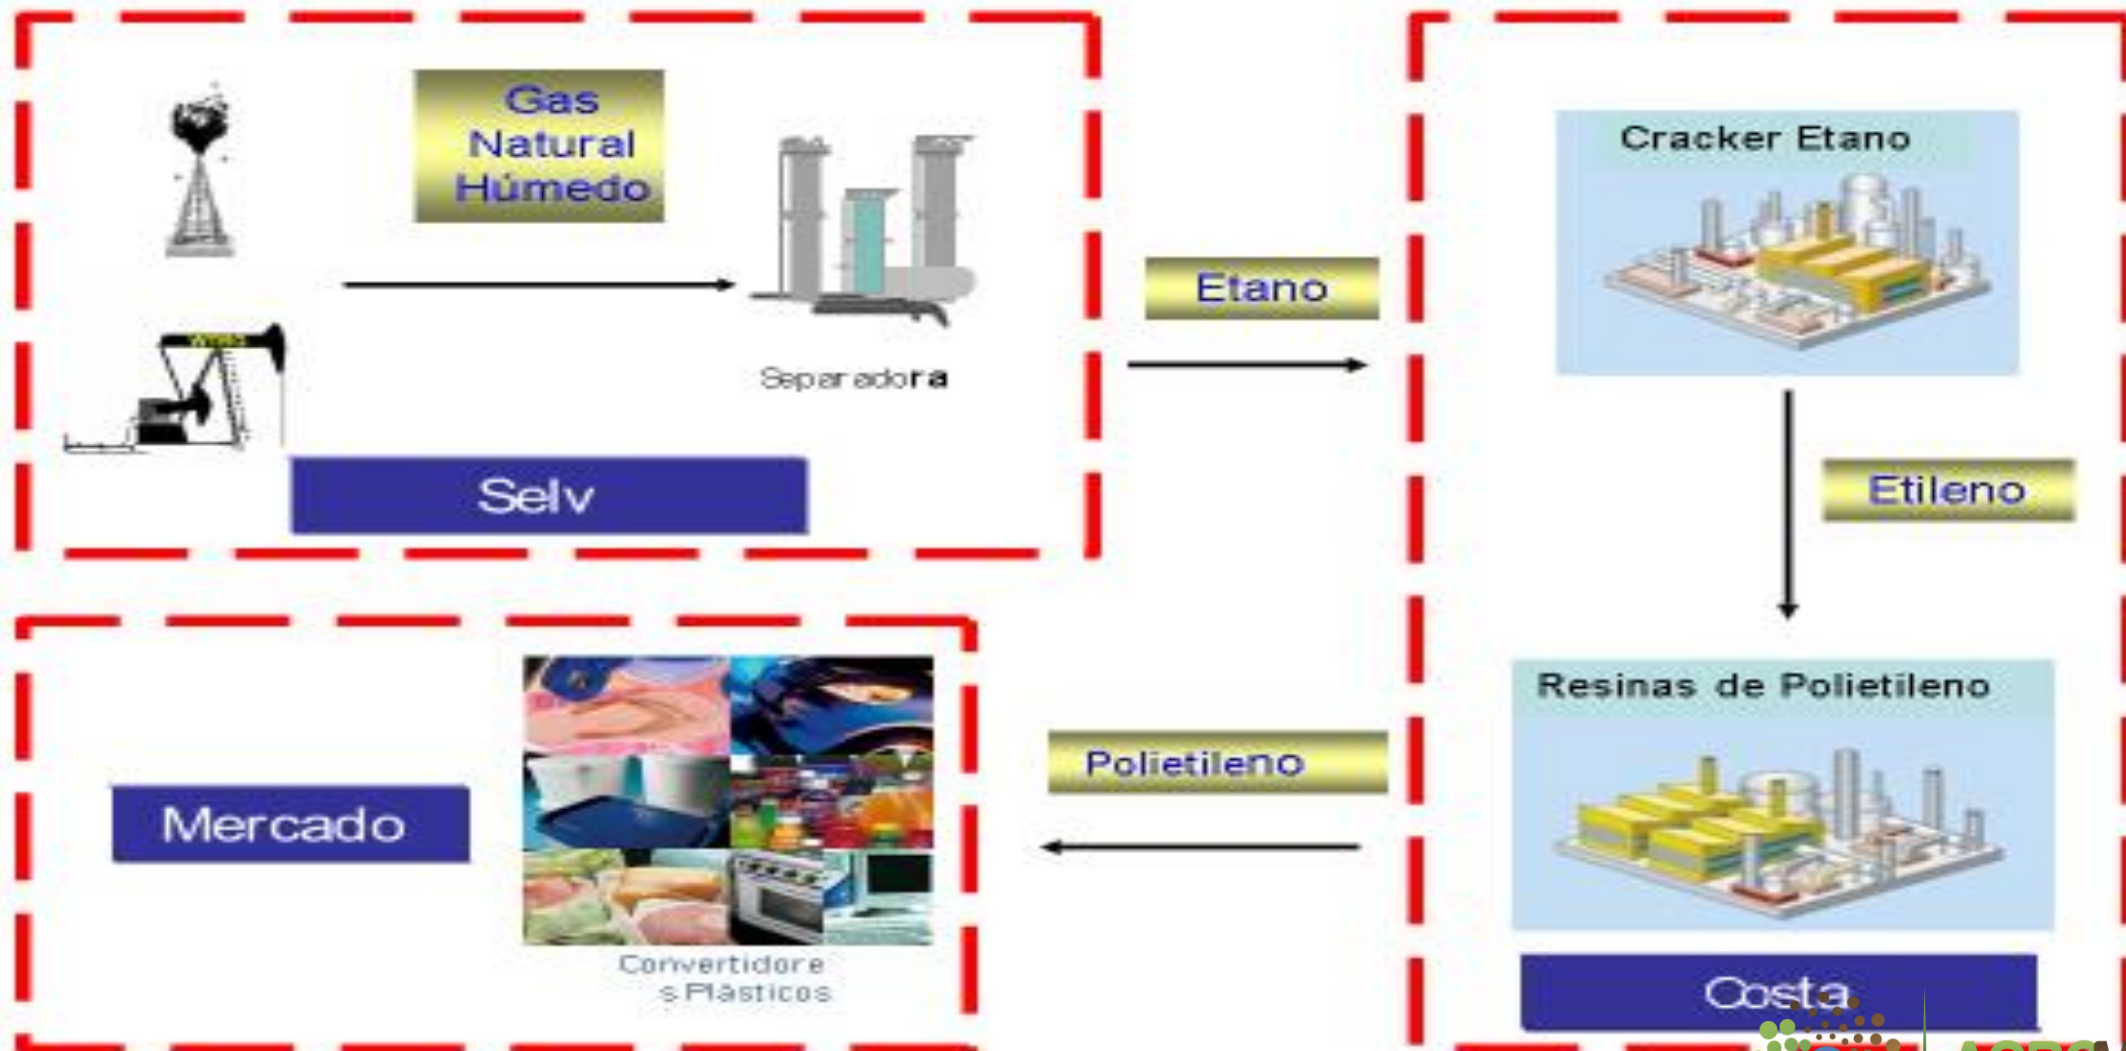 Gas
Natural
Húmedo
Separadora
Selv
Etano
Cracker Etano
Etileno
Resinas de Polietileno
Costa
Polietileno
Mercado
Convertidore
s Plásticos